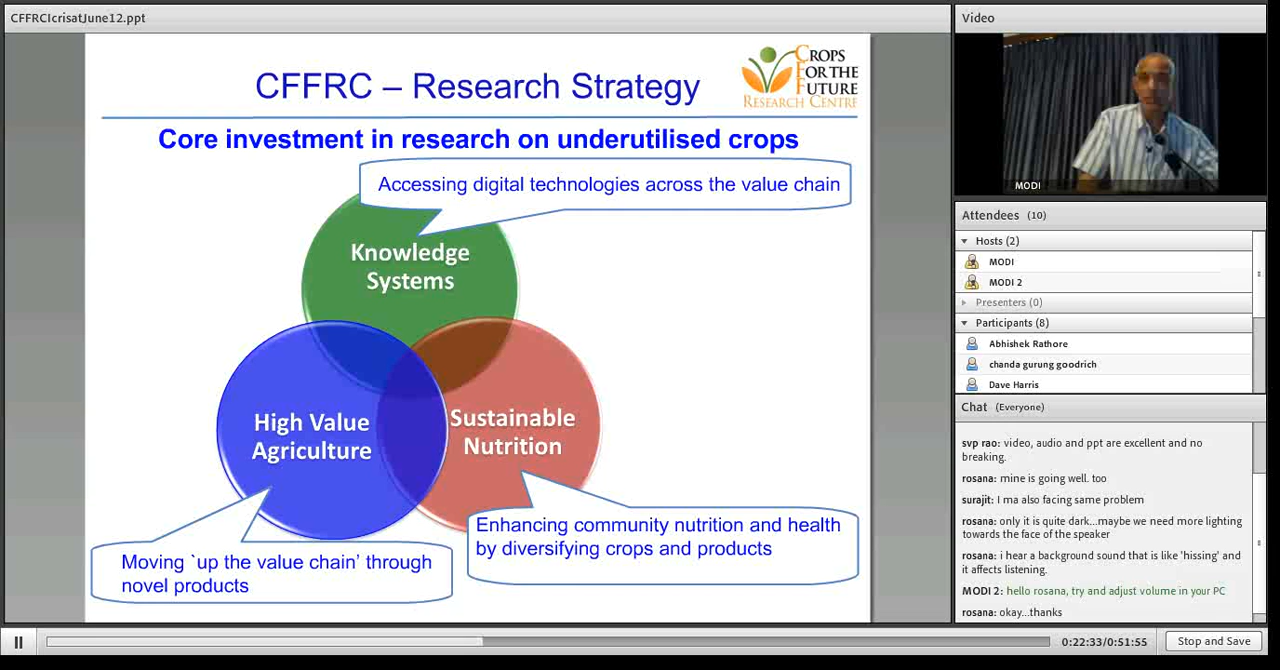 CFFRCIcrisatJune12.ppt
CFFRC – Research Strategy
CROPS
FOR THE
FUTURE
RESEARCH CENTRE
Core investment in research on underutilised crops
Accessing digital technologies across the value chain
Knowledge
Systems
High Value
Agriculture
Sustainable
Nutrition
Enhancing community nutrition and health
by diversifying crops and products
Moving `up the value chain’ through
novel products
Video
MODI
Attendees (10)
Hosts (2)
MODI
MODI 2
Presenters (0)
Participants (8)
Abhishek Rathore
chanda gurung goodrich
Dave Harris
Chat (Everyone)
svp rao: video, audio and ppt are excellent and no
breaking.
rosana: mine is going well. too
surajit: I ma also facing same problem
rosana: only it is quite dark...maybe we need more lighting
towards the face of the speaker
rosana: i hear a background sound that is like 'hissing' and
it affects listening.
MODI 2: hello rosana, try and adjust volume in your PC
rosana: okay...thanks
0:22:33/0:51:55
Stop and Save